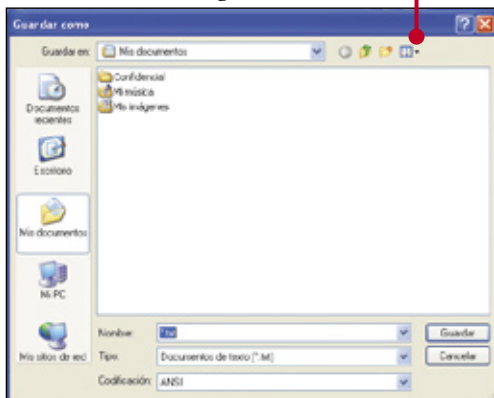 Guardar como
Guardar en: Mis documentos
Confidencial
Mi música
Mis imágenes
Documentos recientes
Escritorio
Mis documentos
Mi PC
Mis sitios de red
Nombre: *.txt Guardar
Tipo: Documentos de texto (*.txt) Cancelar
Codificación: ANSI